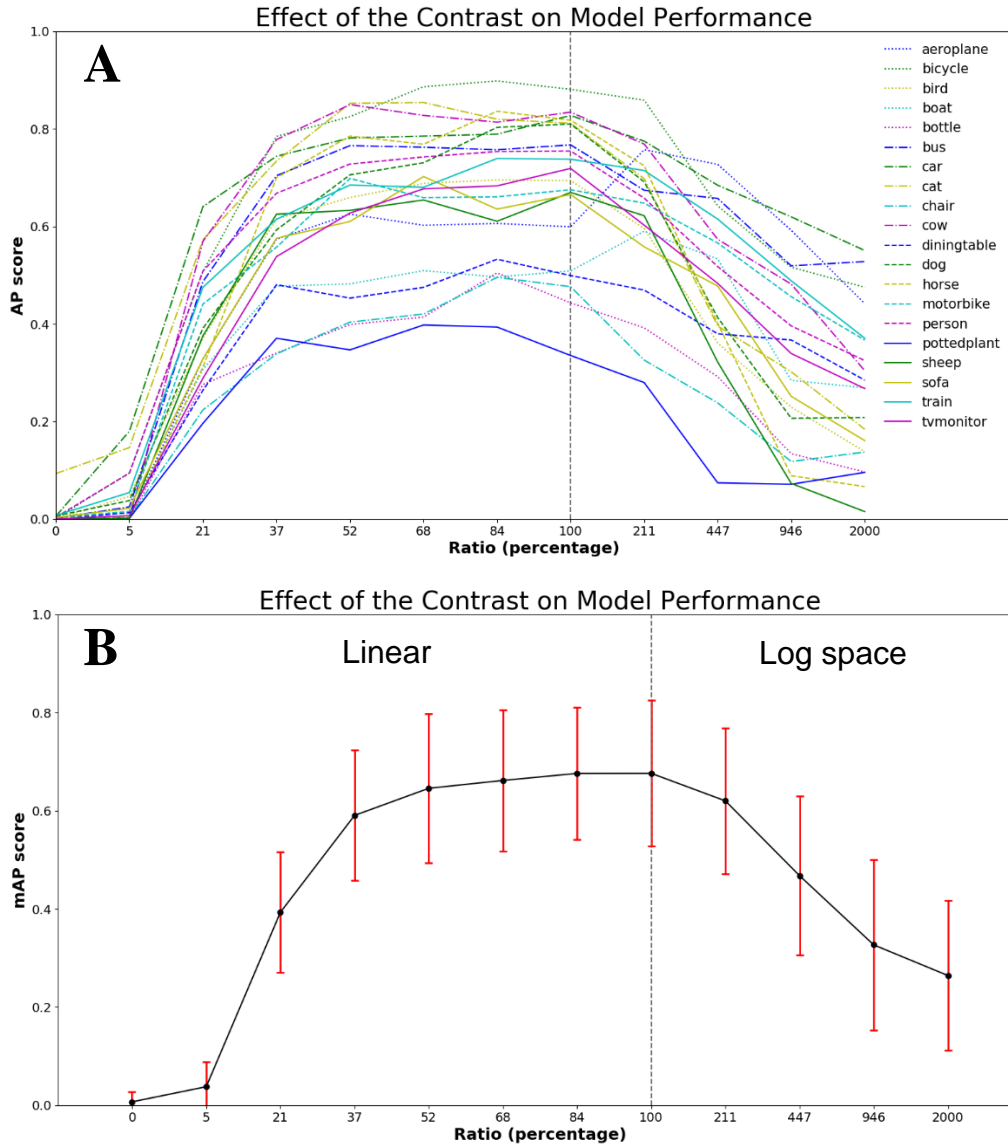 Effect of the Contrast on Model Performance
A
1.0
0.8
0.6
0.4
0.2
0.0
AP score
0 5 21 37 52 68 84 100 211 447 946 2000
Ratio (percentage)
aeroplane
bicycle
bird
boat
bottle
bus
car
cat
chair
cow
diningtable
dog
horse
motorbike
person
pottedplant
sheep
sofa
train
tvmonitor
Effect of the Contrast on Model Performance
B
Linear
Log space
1.0
0.8
0.6
0.4
0.2
0.0
mAP score
0 5 21 37 52 68 84 100 211 447 946 2000
Ratio (percentage)